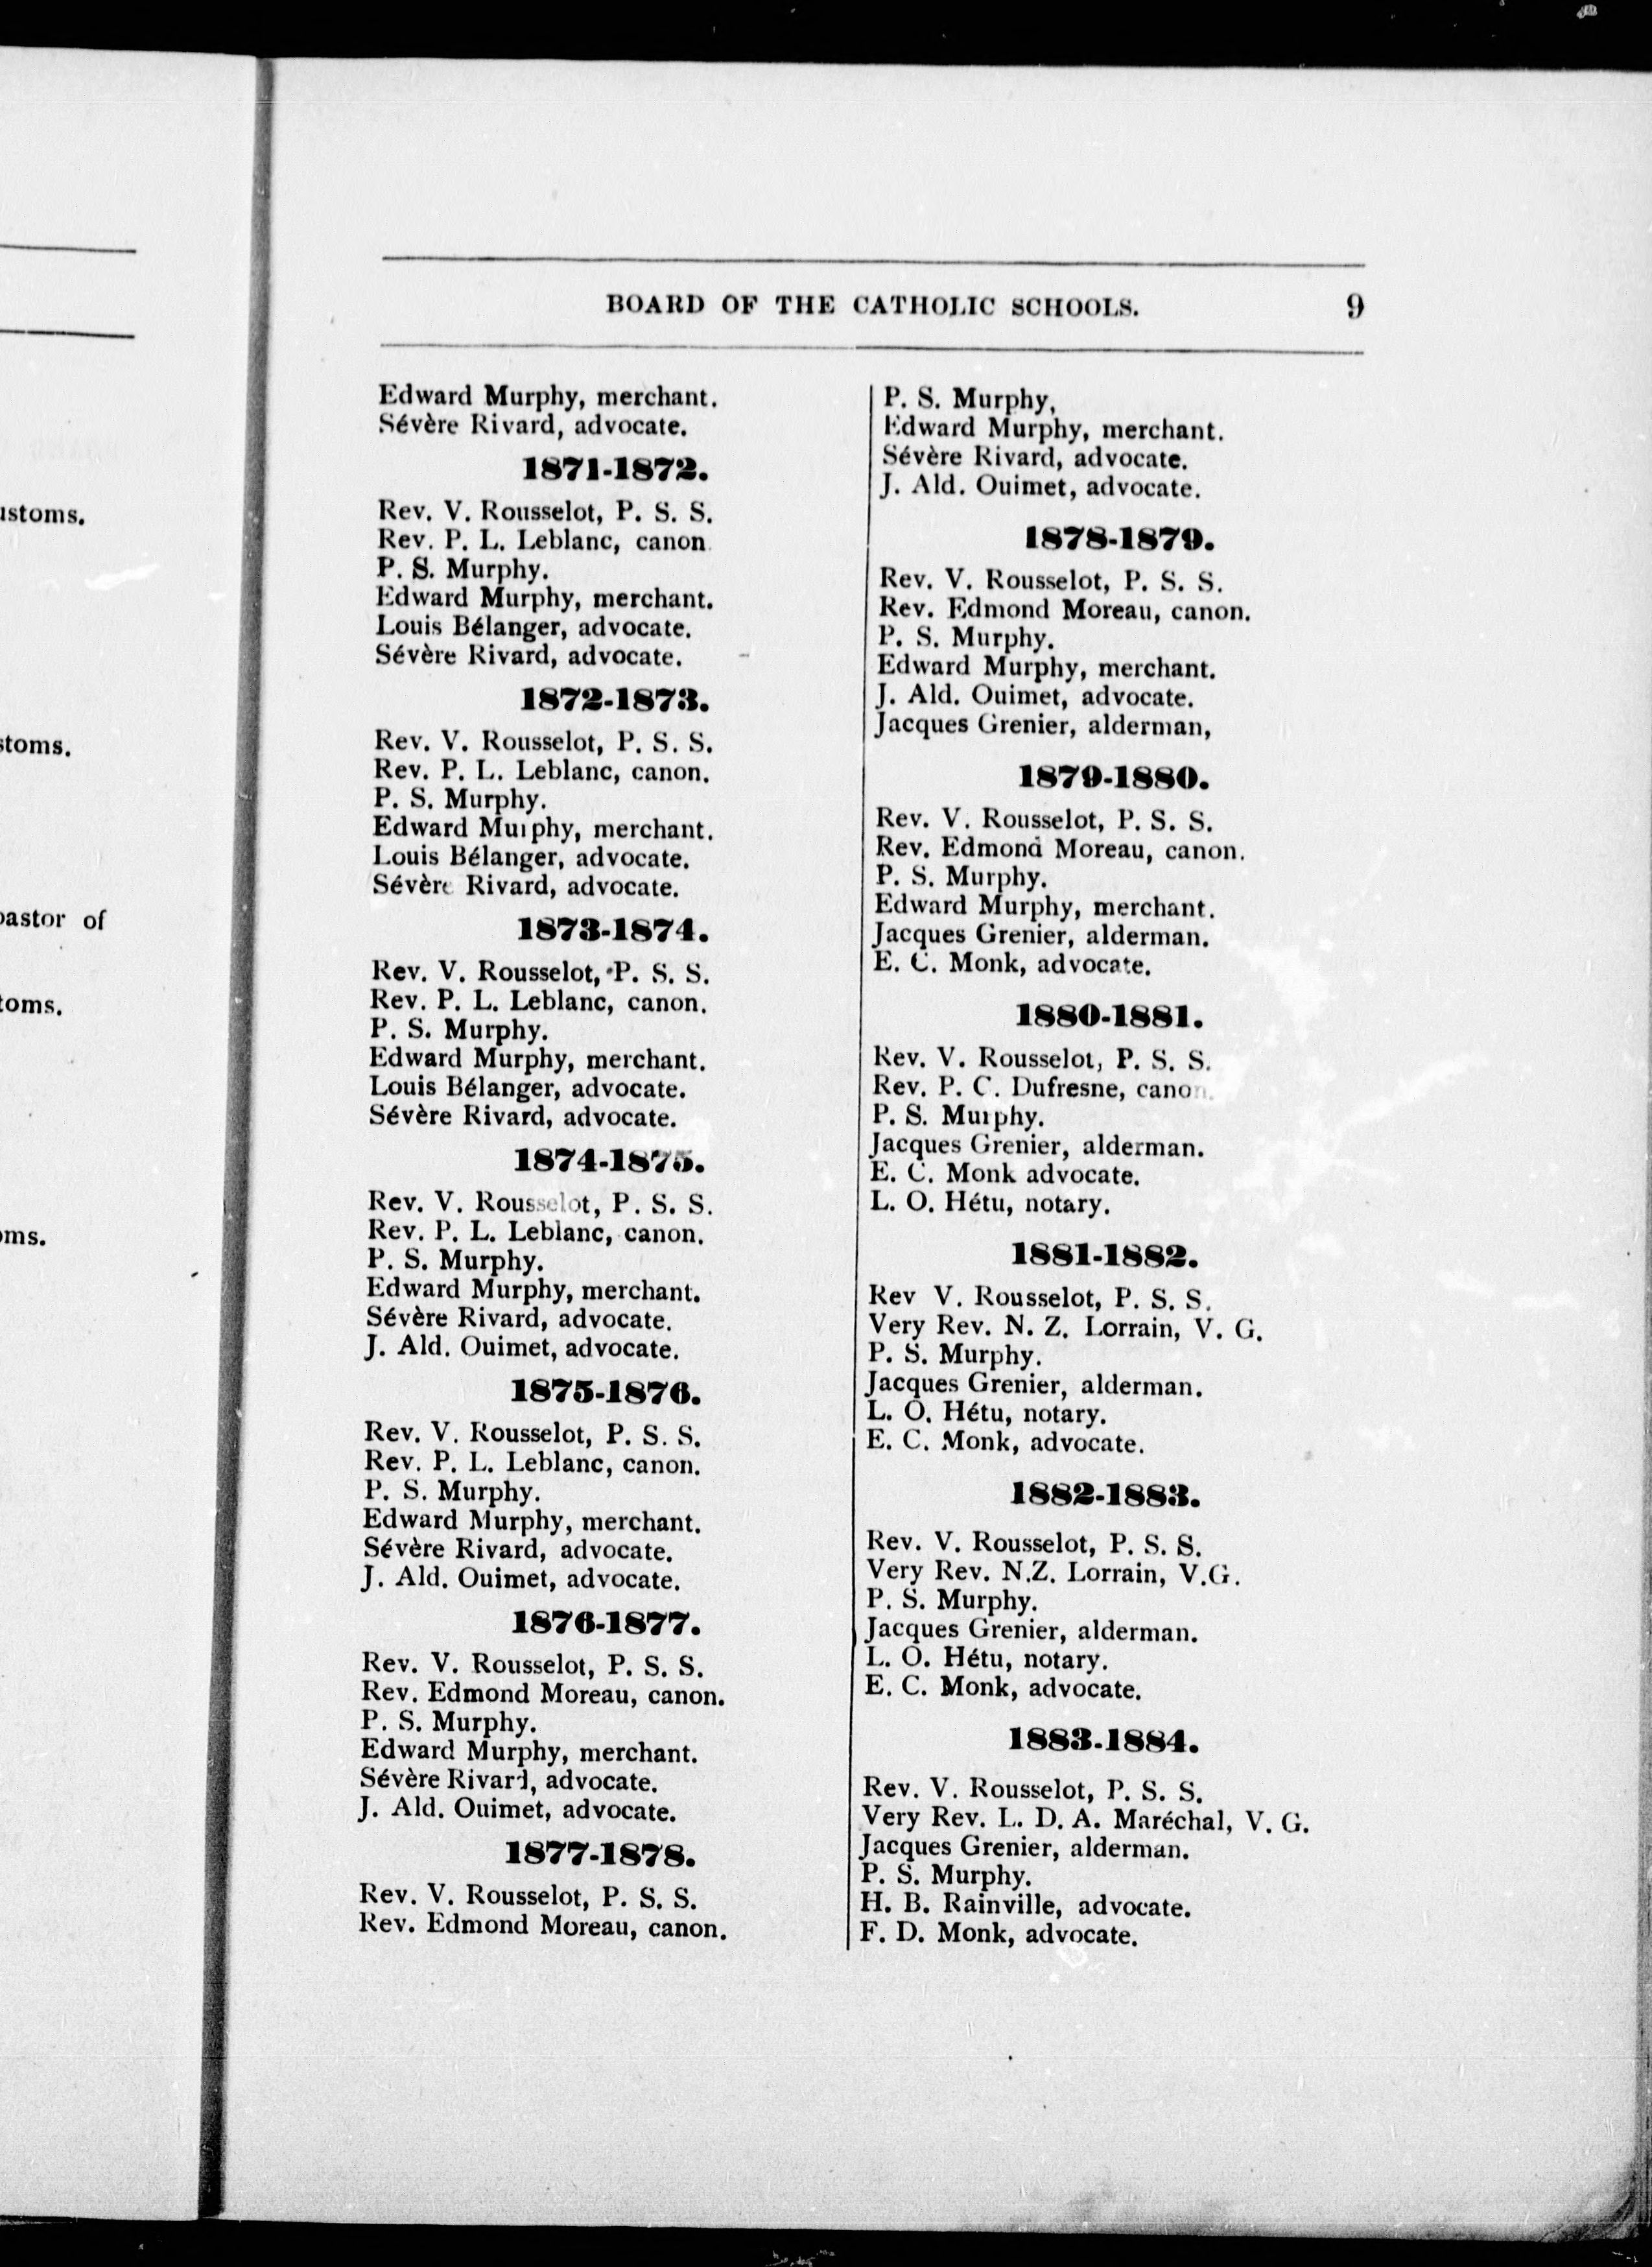 ustoms.
stoms.
pastor of
toms.
oms.
BOARD OF THE CATHOLIC SCHOOLS. 9
Edward Murphy, merchant.
Sévère Rivard, advocate.
1871-1872.
Rev. V. Rousselot, P. S. S.
Rev. P. L. Leblanc, canon.
P. S. Murphy.
Edward Murphy, merchant.
Louis Bélanger, advocate.
Sévère Rivard, advocate.
1872-1873.
Rev. V. Rousselot, P. S. S.
Rev. P. L. Leblanc, canon.
P. S. Murphy.
Edward Murphy, merchant.
Louis Bélanger, advocate.
Sévère Rivard, advocate.
1873-1874.
Rev. V. Rousselot, P. S. S.
Rev. P. L. Leblanc, canon.
P. S. Murphy.
Edward Murphy, merchant.
Louis Bélanger, advocate.
Sévère Rivard, advocate.
1874-1875.
Rev. V. Rousselot, P. S. S.
Rev. P. L. Leblanc, canon.
P. S. Murphy.
Edward Murphy, merchant.
Sévère Rivard, advocate.
J. Ald. Ouimet, advocate.
1875-1876.
Rev. V. Rousselot, P. S. S.
Rev. P. L. Leblanc, canon.
P. S. Murphy.
Edward Murphy, merchant.
Sévère Rivard, advocate.
J. Ald. Ouimet, advocate.
1876-1877.
Rev. V. Rousselot, P. S. S.
Rev. Edmond Moreau, canon.
P. S. Murphy.
Edward Murphy, merchant.
Sévère Rivard, advocate.
J. Ald. Ouimet, advocate.
1877-1878.
Rev. V. Rousselot, P. S. S.
Rev. Edmond Moreau, canon.
P. S. Murphy,
Edward Murphy, merchant.
Sévère Rivard, advocate.
J. Ald. Ouimet, advocate.
1878-1879.
Rev. V. Rousselot, P. S. S.
Rev. Edmond Moreau, canon.
P. S. Murphy.
Edward Murphy, merchant.
J. Ald. Ouimet, advocate.
Jacques Grenier, alderman,
1879-1880.
Rev. V. Rousselot, P. S. S.
Rev. Edmond Moreau, canon.
P. S. Murphy.
Edward Murphy, merchant.
Jacques Grenier, alderman.
E. C. Monk, advocate.
1880-1881.
Rev. V. Rousselot, P. S. S.
Rev. P. C. Dufresne, canon.
P. S. Murphy.
Jacques Grenier, alderman.
E. C. Monk advocate.
L. O. Hétu, notary.
1881-1882.
Rev V. Rousselot, P. S. S.
Very Rev. N. Z. Lorrain, V. G.
P. S. Murphy.
Jacques Grenier, alderman.
L. O. Hétu, notary.
E. C. Monk, advocate.
1882-1883.
Rev. V. Rousselot, P. S. S.
Very Rev. N.Z. Lorrain, V.G.
P. S. Murphy.
Jacques Grenier, alderman.
L. O. Hétu, notary.
E. C. Monk, advocate.
1883-1884.
Rev. V. Rousselot, P. S. S.
Very Rev. L. D. A. Maréchal, V. G.
Jacques Grenier, alderman.
P. S. Murphy.
H. B. Rainville, advocate.
F. D. Monk, advocate.